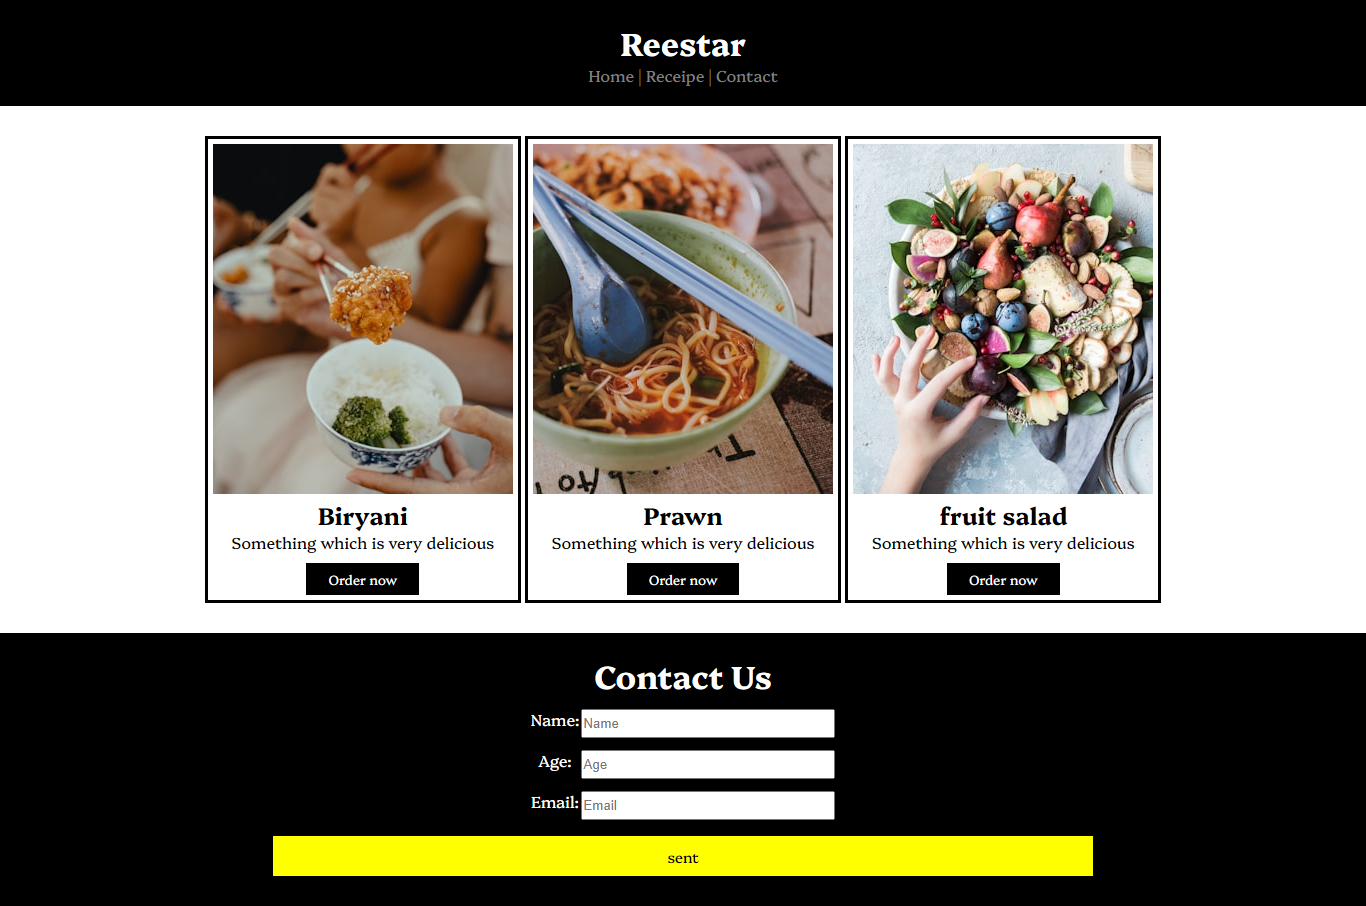 Reestar
Home | Receipe | Contact
Biryani
Something which is very delicious
Order now
Prawn
Something which is very delicious
Order now
fruit salad
Something which is very delicious
Order now
Contact Us
Name: Name
Age: Age
Email: Email
sent